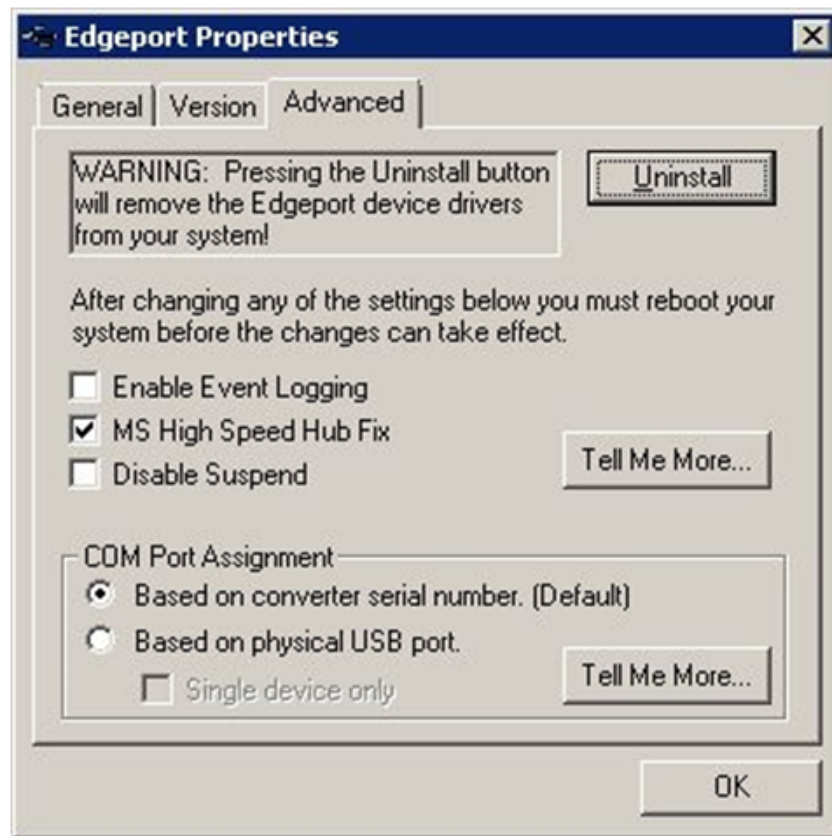 Edgeport Properties
General Version Advanced
WARNING: Pressing the Uninstall button
will remove the Edgeport device drivers
from your system!
Uninstall
After changing any of the settings below you must reboot your
system before the changes can take effect.
Enable Event Logging
MS High Speed Hub Fix
Disable Suspend
Tell Me More...
COM Port Assignment
Based on converter serial number. (Default)
Based on physical USB port.
Single device only
Tell Me More...
OK